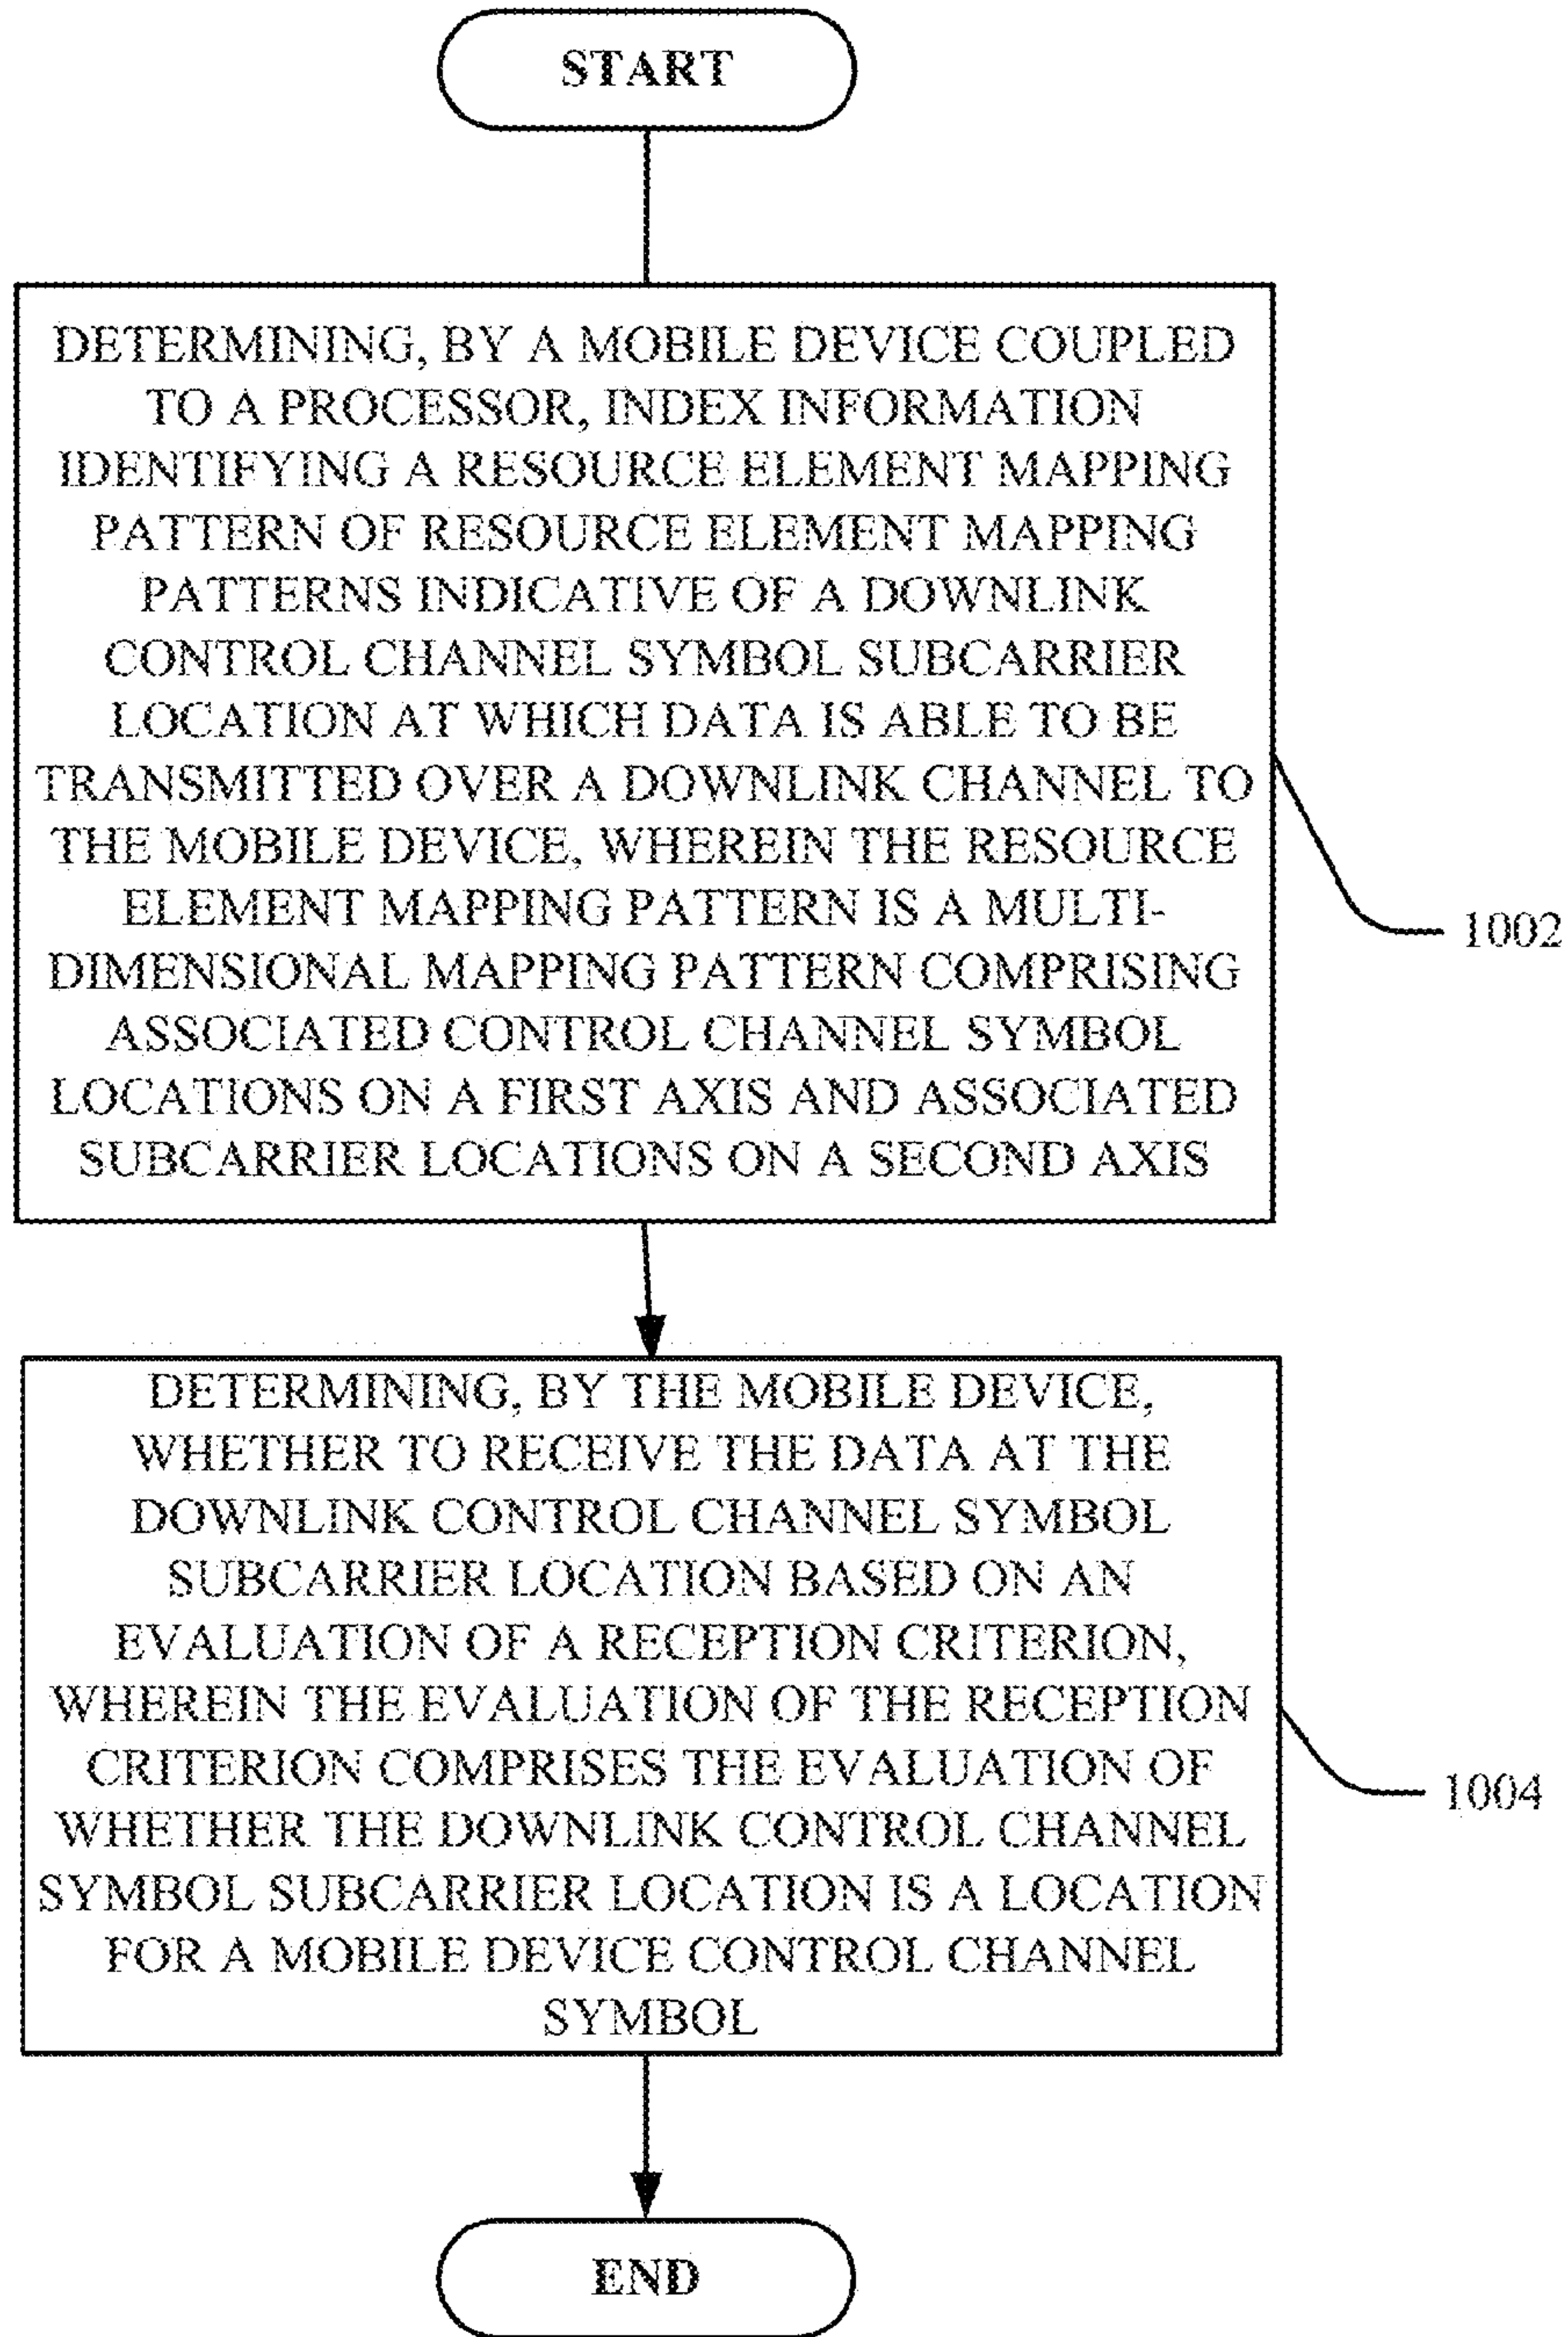 START
DETERMINING, BY A MOBILE DEVICE COUPLED
TO A PROCESSOR, INDEX INFORMATION
IDENTIFYING A RESOURCE ELEMENT MAPPING
PATTERN OF RESOURCE ELEMENT MAPPING
PATTERNS INDICATIVE OF A DOWNLINK
CONTROL CHANNEL SYMBOL SUBCARRIER
LOCATION AT WHICH DATA IS ABLE TO BE
TRANSMITTED OVER A DOWNLINK CHANNEL TO
THE MOBILE DEVICE, WHEREIN THE RESOURCE
ELEMENT MAPPING PATTERN IS A MULTI-
DIMENSIONAL MAPPING PATTERN COMPRISING
ASSOCIATED CONTROL CHANNEL SYMBOL
LOCATIONS ON A FIRST AXIS AND ASSOCIATED
SUBCARRIER LOCATIONS ON A SECOND AXIS
1002
DETERMINING, BY THE MOBILE DEVICE,
WHETHER TO RECEIVE THE DATA AT THE
DOWNLINK CONTROL CHANNEL SYMBOL
SUBCARRIER LOCATION BASED ON AN
EVALUATION OF A RECEPTION CRITERION,
WHEREIN THE EVALUATION OF THE RECEPTION
CRITERION COMPRISES THE EVALUATION OF
WHETHER THE DOWNLINK CONTROL CHANNEL
SYMBOL SUBCARRIER LOCATION IS A LOCATION
FOR A MOBILE DEVICE CONTROL CHANNEL
SYMBOL
1004
END